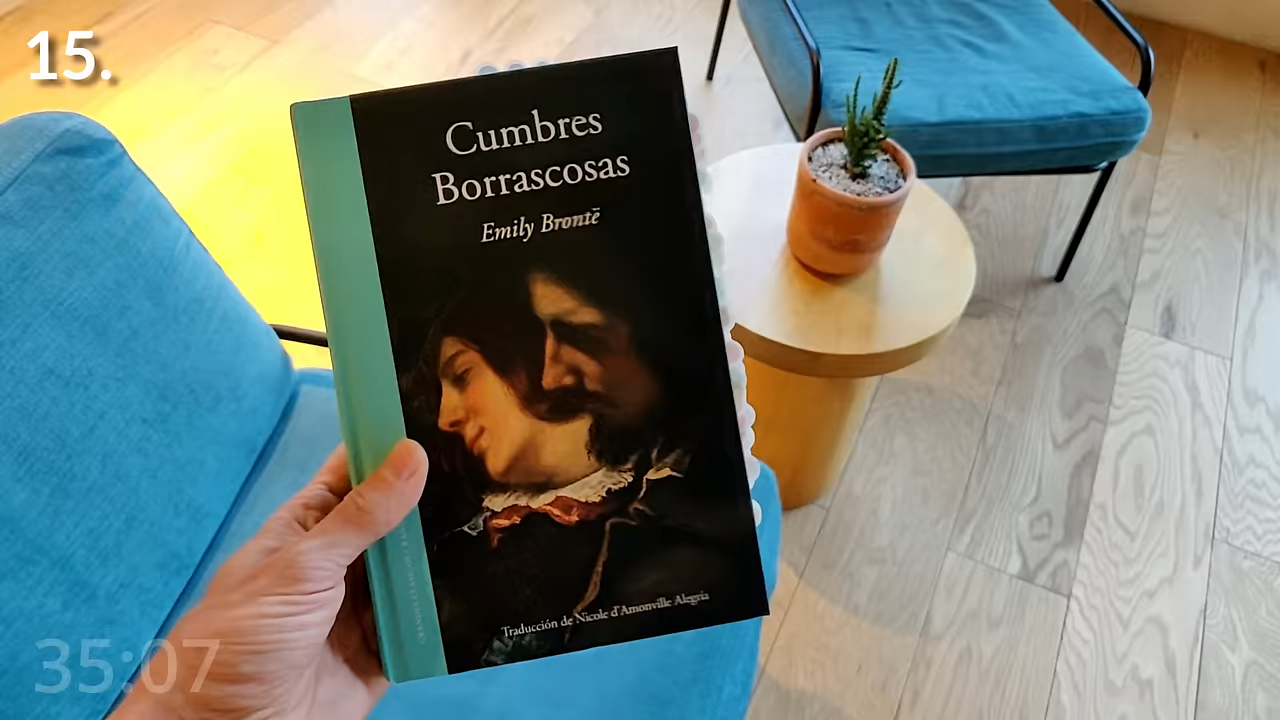 15.
Cumbres
Borrascosas
Emily Brontë
Traducción de Nicole d'Amonville Alegría
35:07